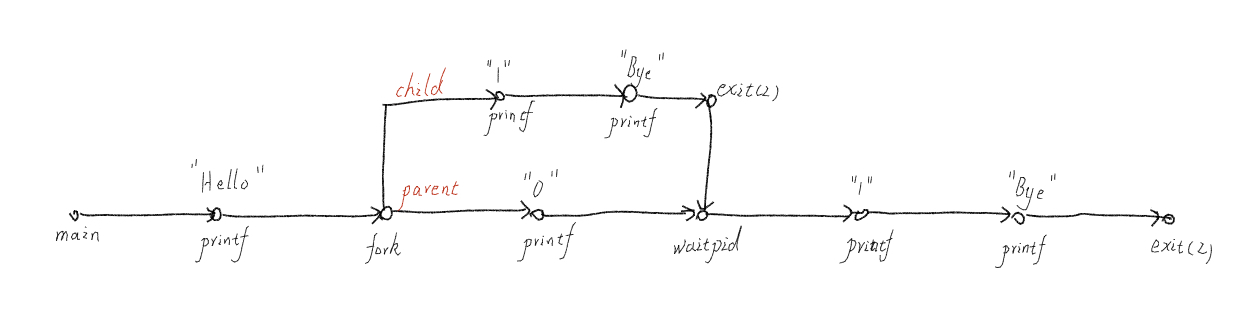 child "1" printf "Bye" printf exit(2)
"Hello" parent "0" "1" "Bye"
main printf fork printf waitpid printf printf exit(2)